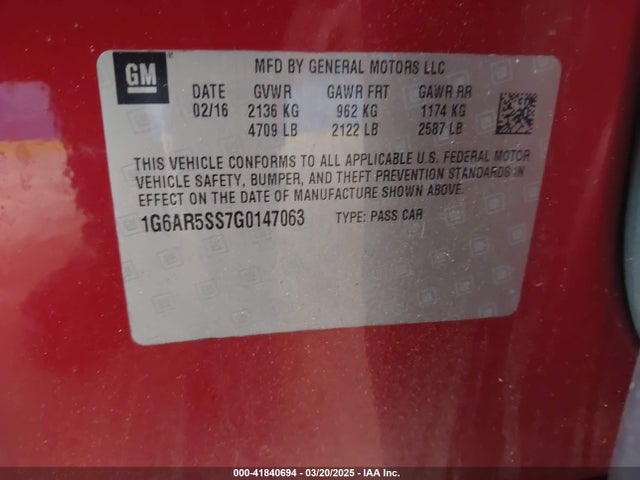 GM
MFD BY GENERAL MOTORS LLC
DATE GVWR GAWR FRT GAWR RR
02/16 2136 KG 962 KG 1174 KG
4709 LB 2122 LB 2587 LB
THIS VEHICLE CONFORMS TO ALL APPLICABLE U.S. FEDERAL MOTOR
VEHICLE SAFETY, BUMPER, AND THEFT PREVENTION STANDARDS IN
EFFECT ON THE DATE OF MANUFACTURE SHOWN ABOVE.
1G6AR5SS7G0147063 TYPE: PASS CAR
000-41840694 — 03/20/2025 — IAA Inc.